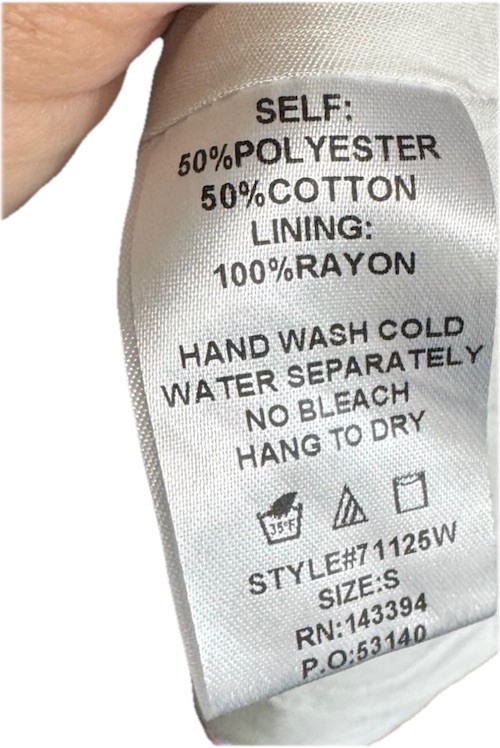 SELF:
50%POLYESTER
50%COTTON
LINING:
100%RAYON
HAND WASH COLD
WATER SEPARATELY
NO BLEACH
HANG TO DRY
35°F
STYLE#71125W
SIZE:S
RN:143394
P.O:53140